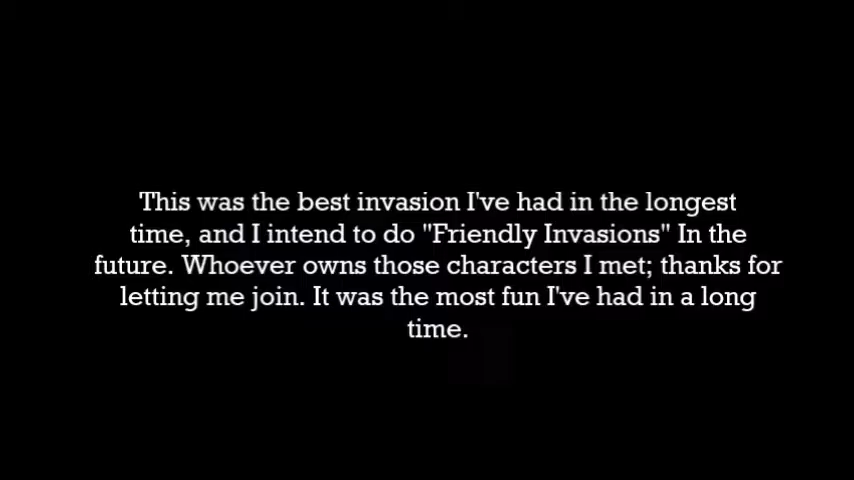 This was the best invasion I've had in the longest
time, and I intend to do "Friendly Invasions" In the
future. Whoever owns those characters I met; thanks for
letting me join. It was the most fun I've had in a long
time.